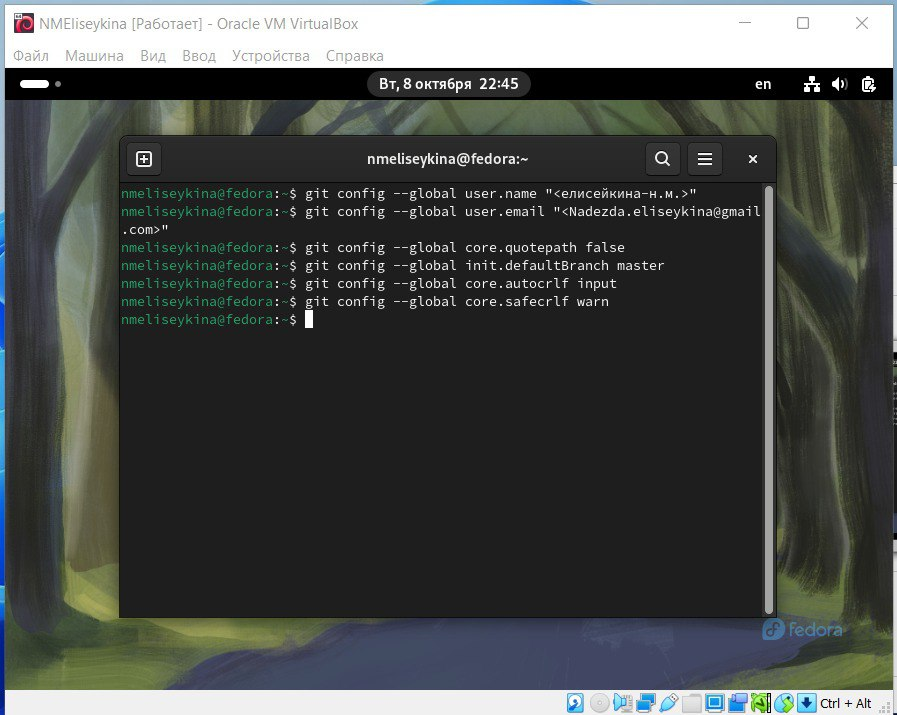 NMEliseykina [Работает] - Oracle VM VirtualBox
Файл Машина Вид Ввод Устройства Справка
Вт, 8 октября 22:45
en
nmeliseykina@fedora:~
nmeliseykina@fedora:~$ git config --global user.name "<елисейкина-н.м.>"
nmeliseykina@fedora:~$ git config --global user.email "<Nadezda.eliseykina@gmail
.com>"
nmeliseykina@fedora:~$ git config --global core.quotepath false
nmeliseykina@fedora:~$ git config --global init.defaultBranch master
nmeliseykina@fedora:~$ git config --global core.autocrlf input
nmeliseykina@fedora:~$ git config --global core.safecrlf warn
nmeliseykina@fedora:~$
fedora
Ctrl + Alt